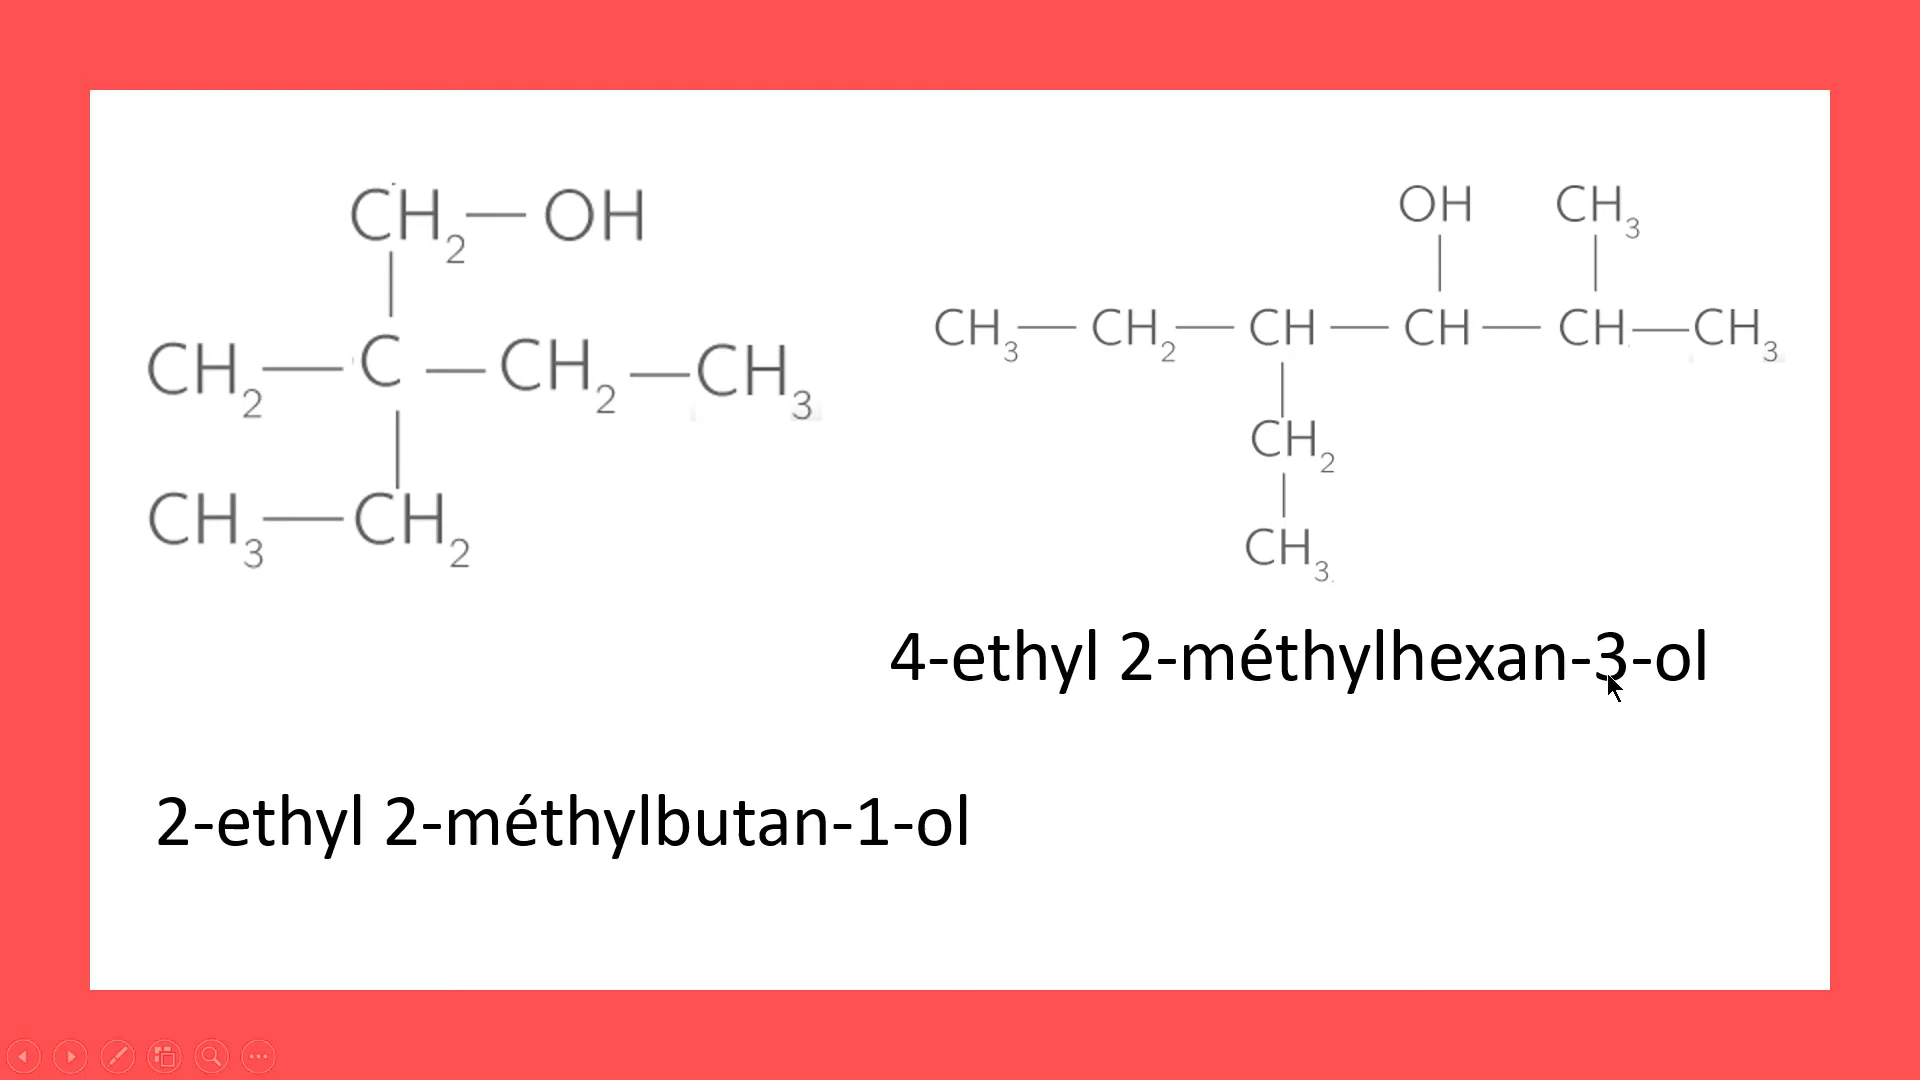 CH₂—OH
CH₂—C—CH₂—CH₃
CH₃—CH₂
OH CH₃
CH₃—CH₂—CH—CH—CH—CH₃
CH₂
CH₃
4-ethyl 2-méthylhexan-3-ol
2-ethyl 2-méthylbutan-1-ol